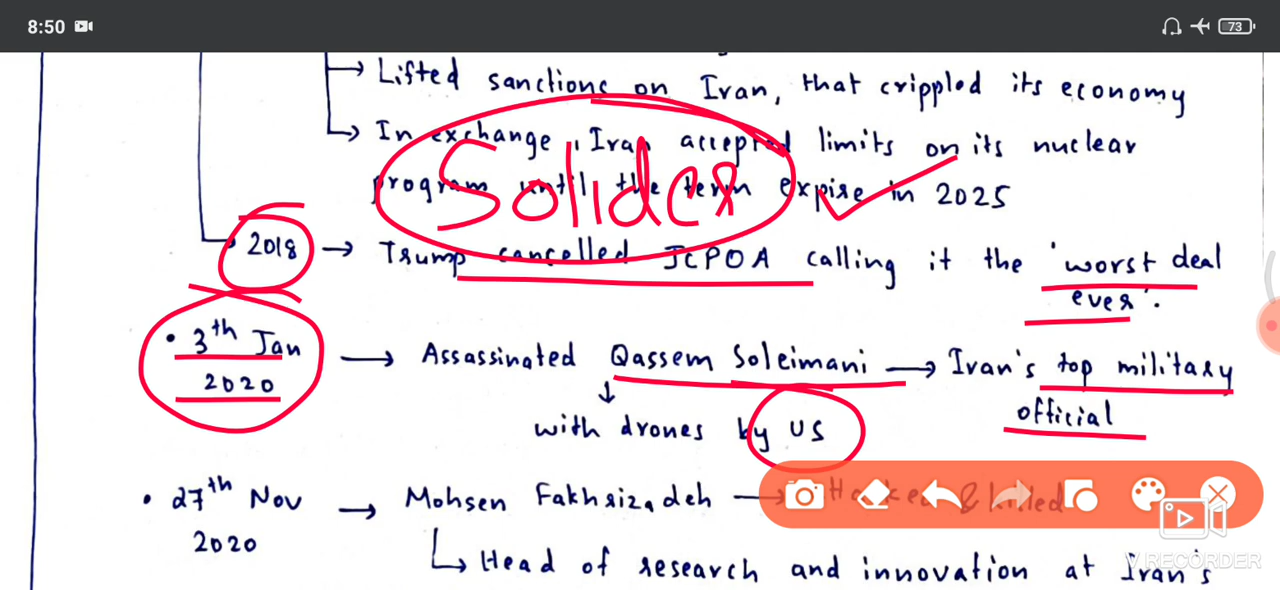 8:50
73
→ Lifted sanctions on Iran, that crippled its economy
→ In exchange, Iran accepted limits on its nuclear
program until the term expire in 2025
Solider
2018 → Trump cancelled JCPOA calling it the 'worst deal
ever'.
• 3th Jan → Assassinated Qassem Soleimani → Iran's top military
2020
with drones by US
official
• 27th Nov → Mohsen Fakhrizadeh → & killed
2020
↳ Head of research and innovation at Iran's
V RECORDER